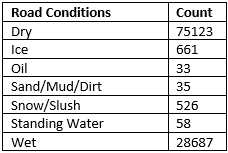 Road Conditions Count
Dry 75123
Ice 661
Oil 33
Sand/Mud/Dirt 35
Snow/Slush 526
Standing Water 58
Wet 28687